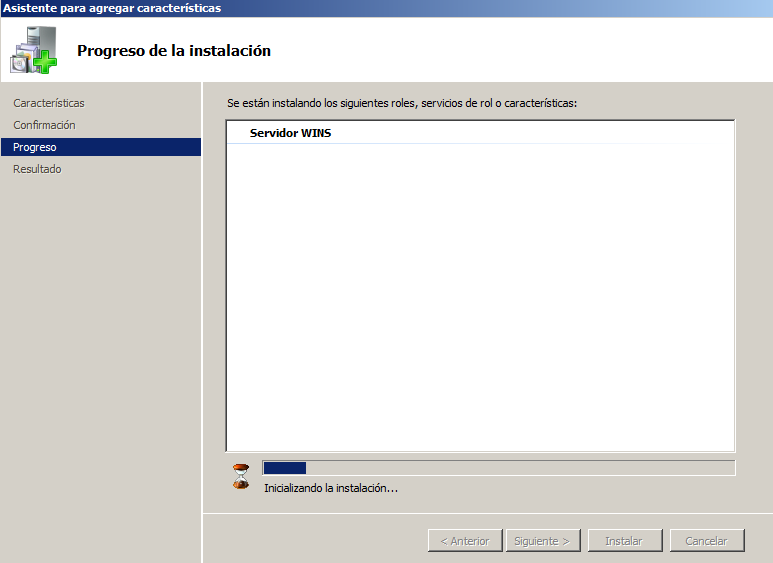 Asistente para agregar características
Progreso de la instalación
Características
Confirmación
Progreso
Resultado
Se están instalando los siguientes roles, servicios de rol o características:
Servidor WINS
Inicializando la instalación...
< Anterior
Siguiente >
Instalar
Cancelar